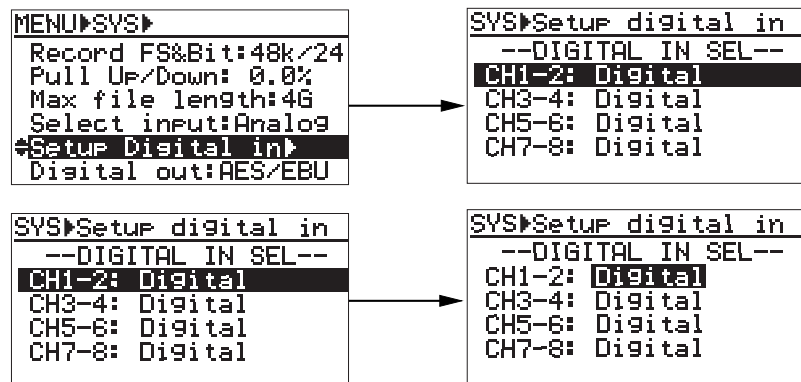 MENU▶SYS▶
Record FS&Bit:48k/24
Pull Up/Down: 0.0%
Max file length:4G
Select input:Analog
Setup Digital in▶
Digital out:AES/EBU
SYS▶Setup digital in
--DIGITAL IN SEL--
CH1-2: Digital
CH3-4: Digital
CH5-6: Digital
CH7-8: Digital
SYS▶Setup digital in
--DIGITAL IN SEL--
CH1-2: Digital
CH3-4: Digital
CH5-6: Digital
CH7-8: Digital
SYS▶Setup digital in
--DIGITAL IN SEL--
CH1-2: Digital
CH3-4: Digital
CH5-6: Digital
CH7-8: Digital